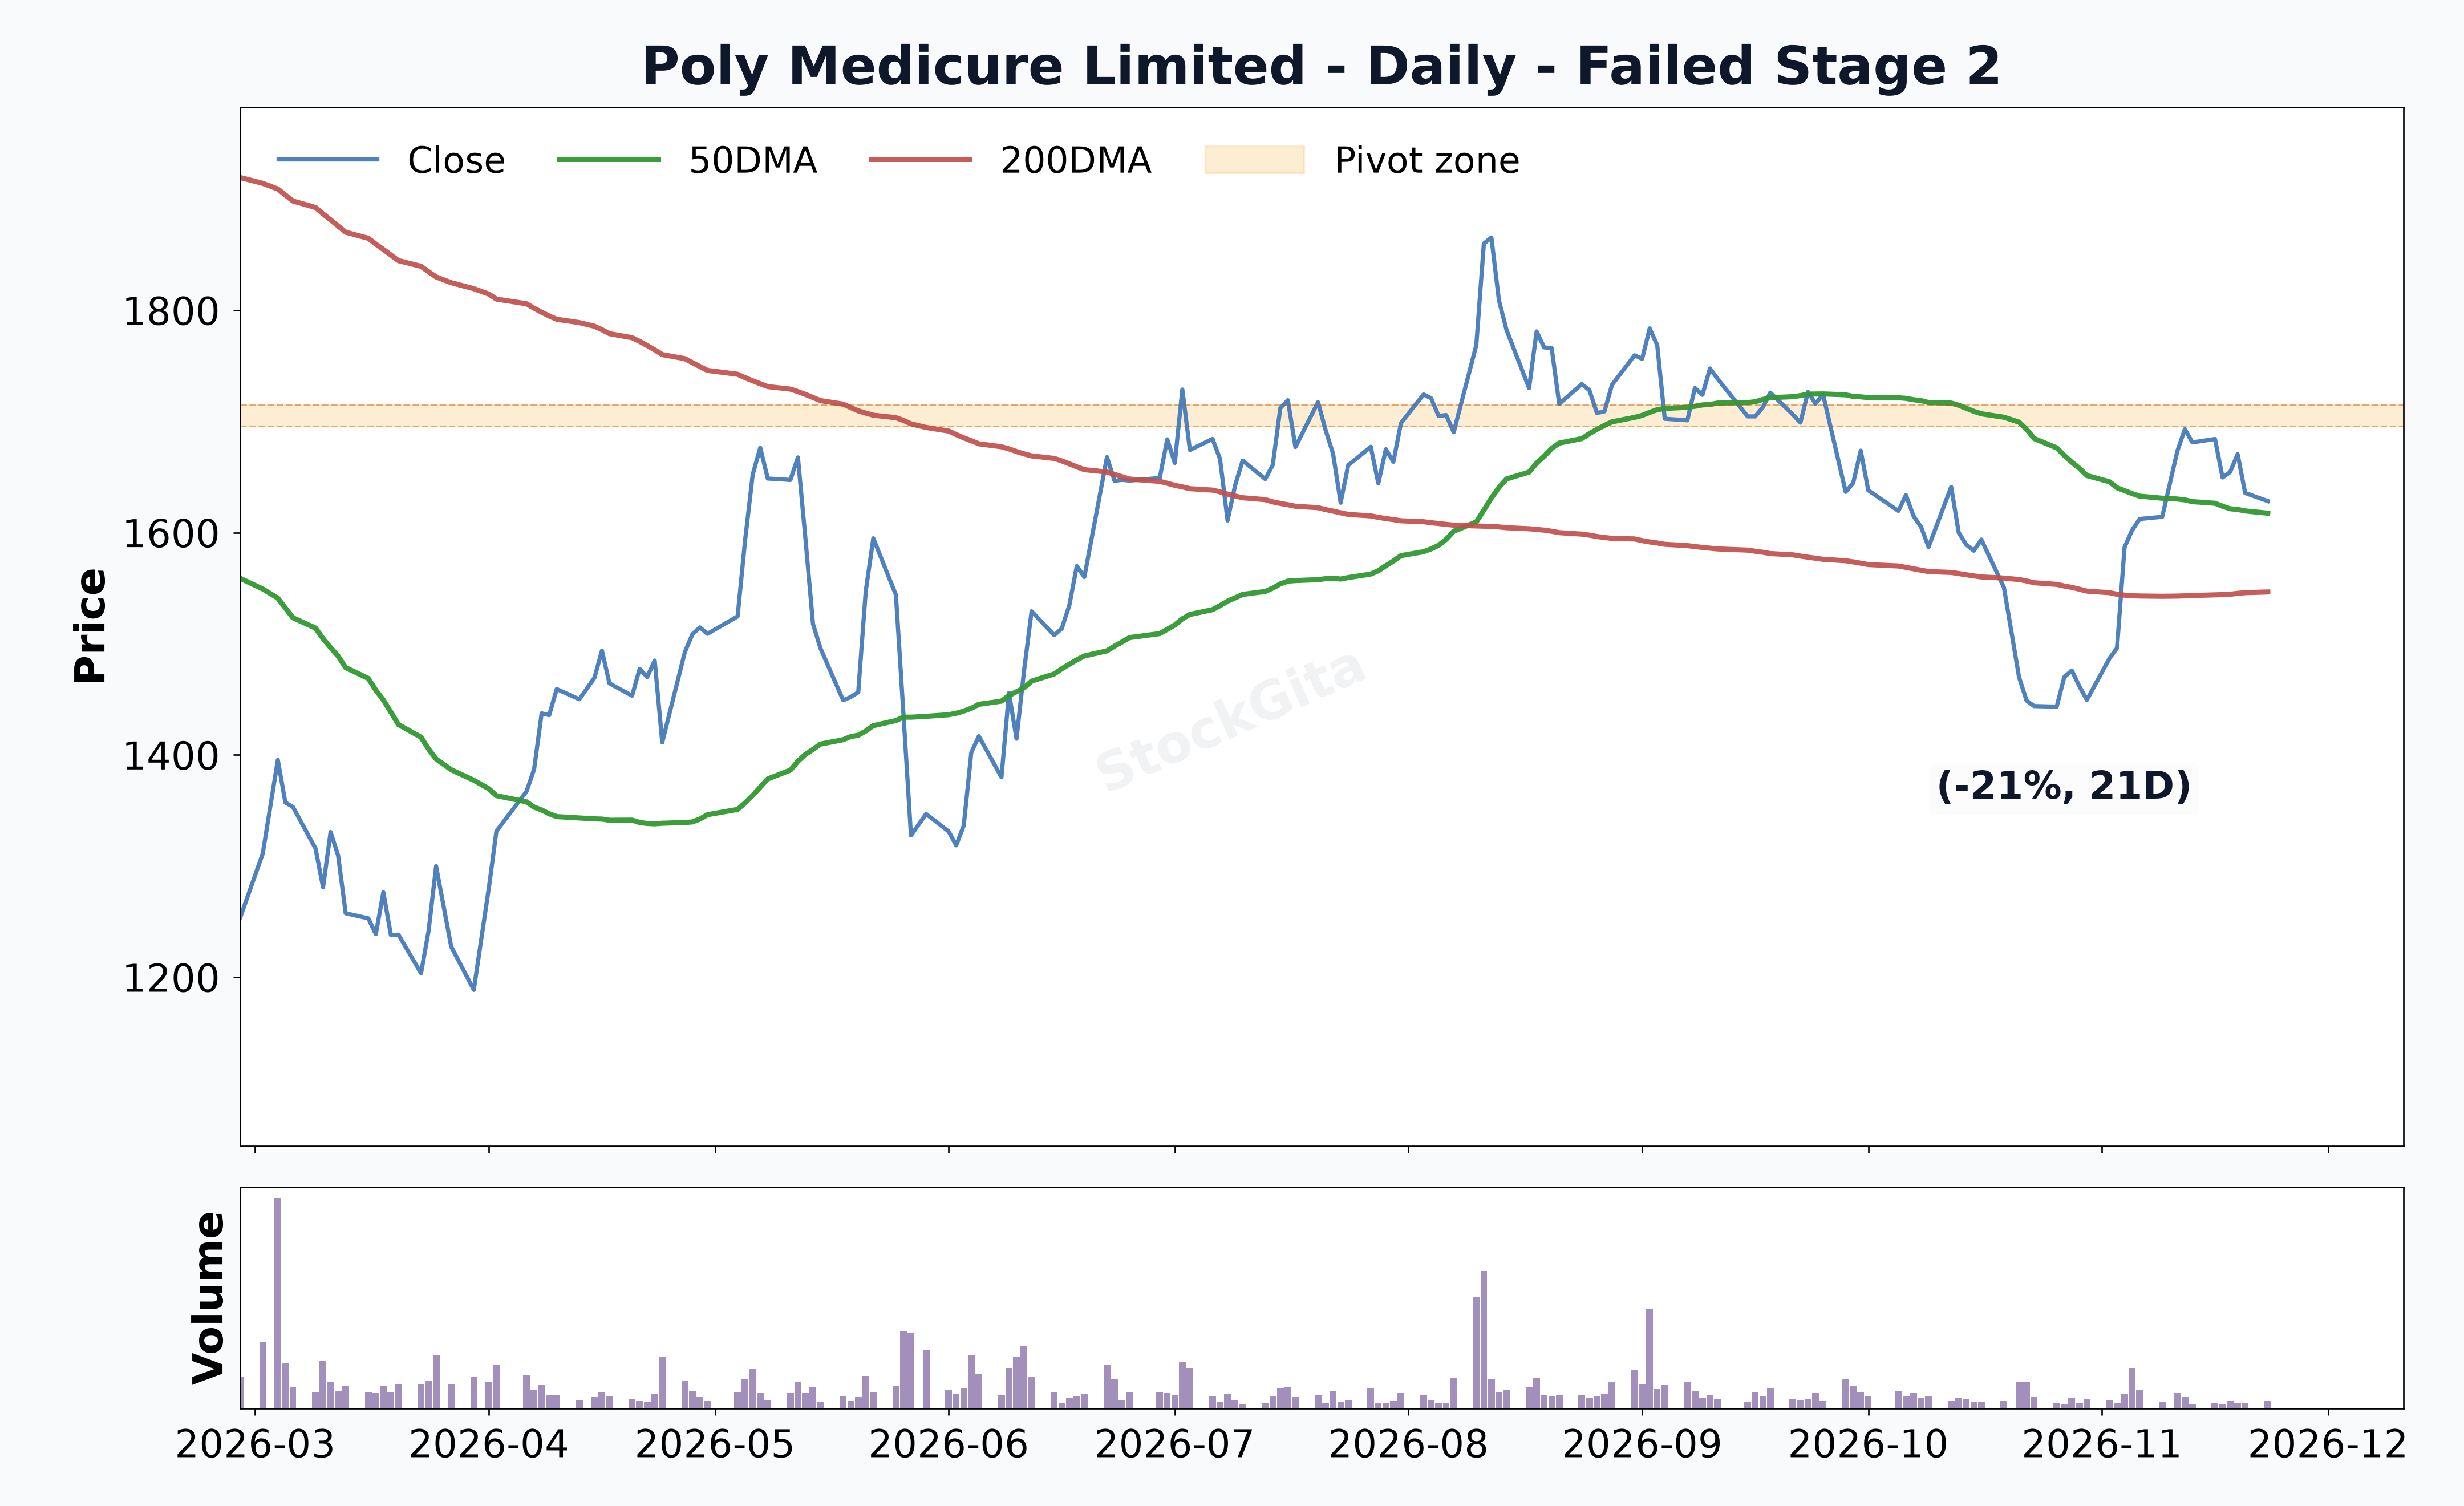 Poly Medicure Limited - Daily - Failed Stage 2
Close 50DMA 200DMA Pivot zone
1800
1600
1400
1200
Price
StockGita
(-21%, 21D)
Volume
2026-03 2026-04 2026-05 2026-06 2026-07 2026-08 2026-09 2026-10 2026-11 2026-12